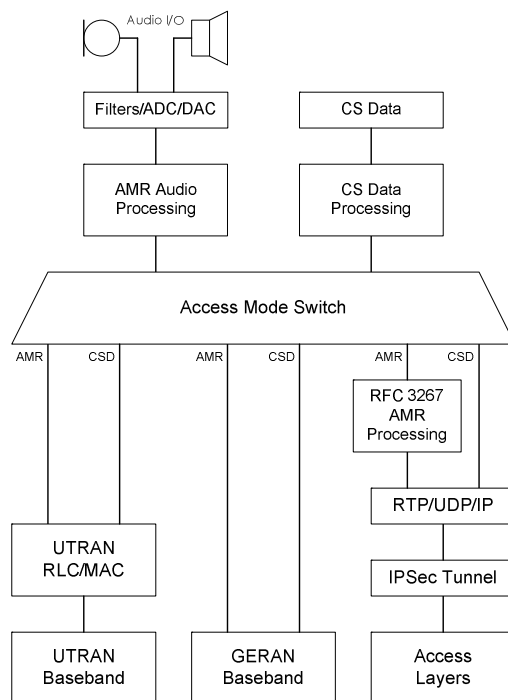 Audio I/O
Filters/ADC/DAC
CS Data
AMR Audio
Processing
CS Data
Processing
Access Mode Switch
AMR
CSD
AMR
CSD
AMR
CSD
RFC 3267
AMR
Processing
RTP/UDP/IP
UTRAN
RLC/MAC
IPSec Tunnel
UTRAN
Baseband
GERAN
Baseband
Access
Layers